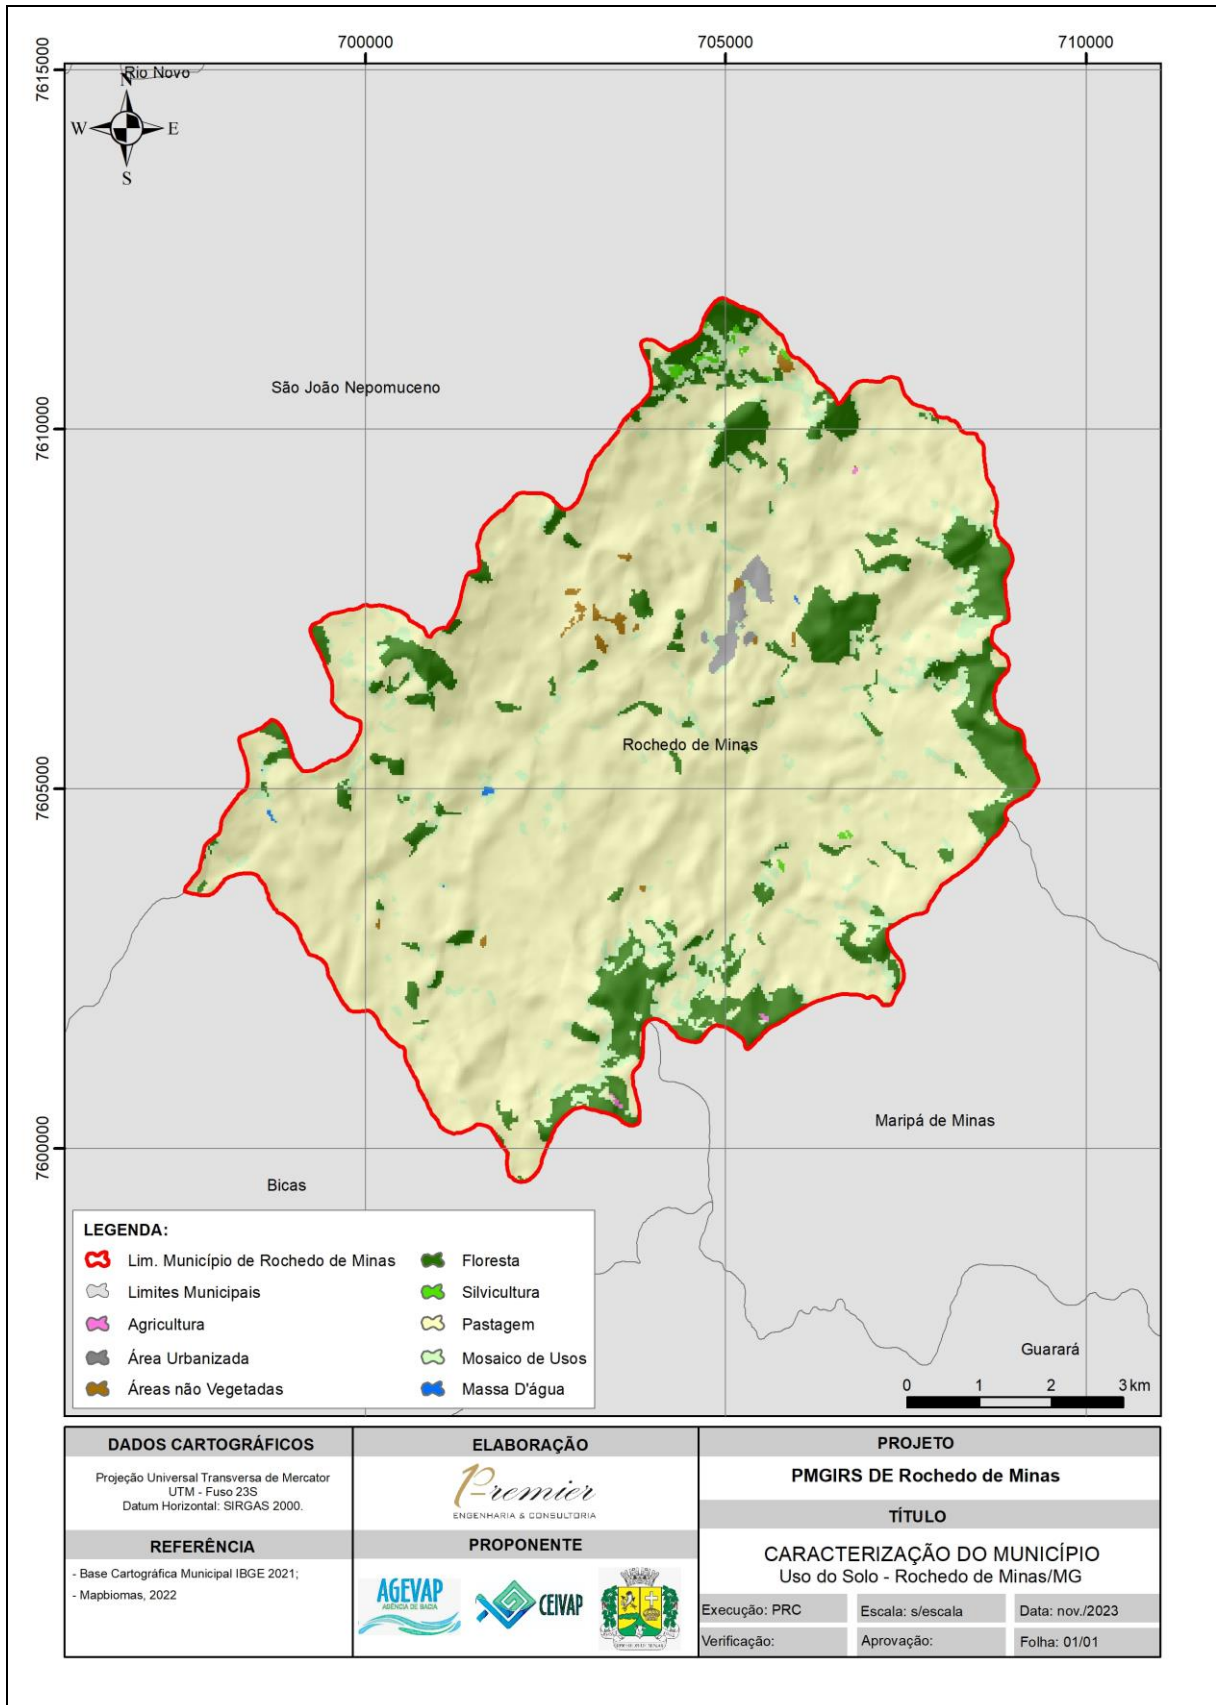 700000
705000
710000
7615000
Rio Novo
N
W
E
S
São João Nepomuceno
7610000
Rochedo de Minas
7605000
Maripá de Minas
7600000
Bicas
LEGENDA:
Lim. Município de Rochedo de Minas
Floresta
Limites Municipais
Silvicultura
Agricultura
Pastagem
Área Urbanizada
Mosaico de Usos
Áreas não Vegetadas
Massa D'água
Guarará
0 1 2 3 km
DADOS CARTOGRÁFICOS
Projeção Universal Transversa de Mercator
UTM - Fuso 23S
Datum Horizontal: SIRGAS 2000.
REFERÊNCIA
- Base Cartográfica Municipal IBGE 2021;
- Mapbiomas, 2022
ELABORAÇÃO
Premier
ENGENHARIA & CONSULTORIA
PROPONENTE
AGEVAP
AGÊNCIA DE BACIA
CEIVAP
PROJETO
PMGIRS DE Rochedo de Minas
TÍTULO
CARACTERIZAÇÃO DO MUNICÍPIO
Uso do Solo - Rochedo de Minas/MG
Execução: PRC
Escala: s/escala
Data: nov./2023
Verificação:
Aprovação:
Folha: 01/01